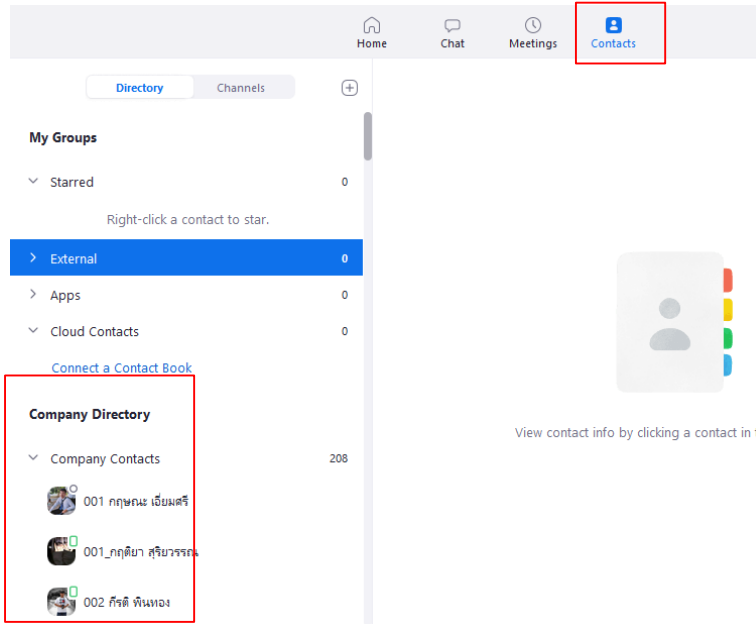 Home Chat Meetings Contacts
Directory Channels
My Groups
Starred 0
Right-click a contact to star.
External 0
Apps 0
Cloud Contacts 0
Connect a Contact Book
Company Directory
View contact info by clicking a contact in
Company Contacts 208
001 กฤษณะ เอี่ยมศรี
001_กฤติยา สุริยวรรณ
002 กีรติ พินทอง